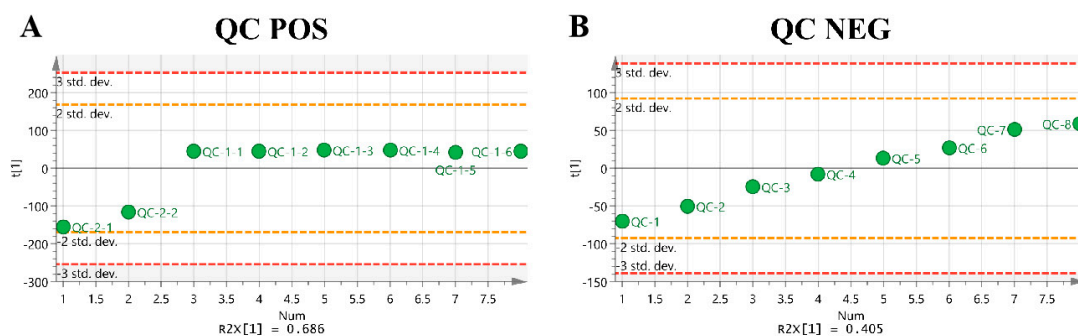 A QC POS
3 std. dev.
2 std. dev.
200
100
0
-100
-200
-300
t[1]
QC-2-1
QC-2-2
QC-1-1
QC-1-2
QC-1-3
QC-1-4
QC-1-5
QC-1-6
-2 std. dev.
-3 std. dev.
1 1.5 2 2.5 3 3.5 4 4.5 5 5.5 6 6.5 7 7.5
Num
R2X[1] = 0.686
B QC NEG
3 std. dev.
2 std. dev.
100
50
0
-50
-100
-150
t[1]
QC-1
QC-2
QC-3
QC-4
QC-5
QC-6
QC-7
QC-8
-2 std. dev.
-3 std. dev.
1 1.5 2 2.5 3 3.5 4 4.5 5 5.5 6 6.5 7 7.5
Num
R2X[1] = 0.405